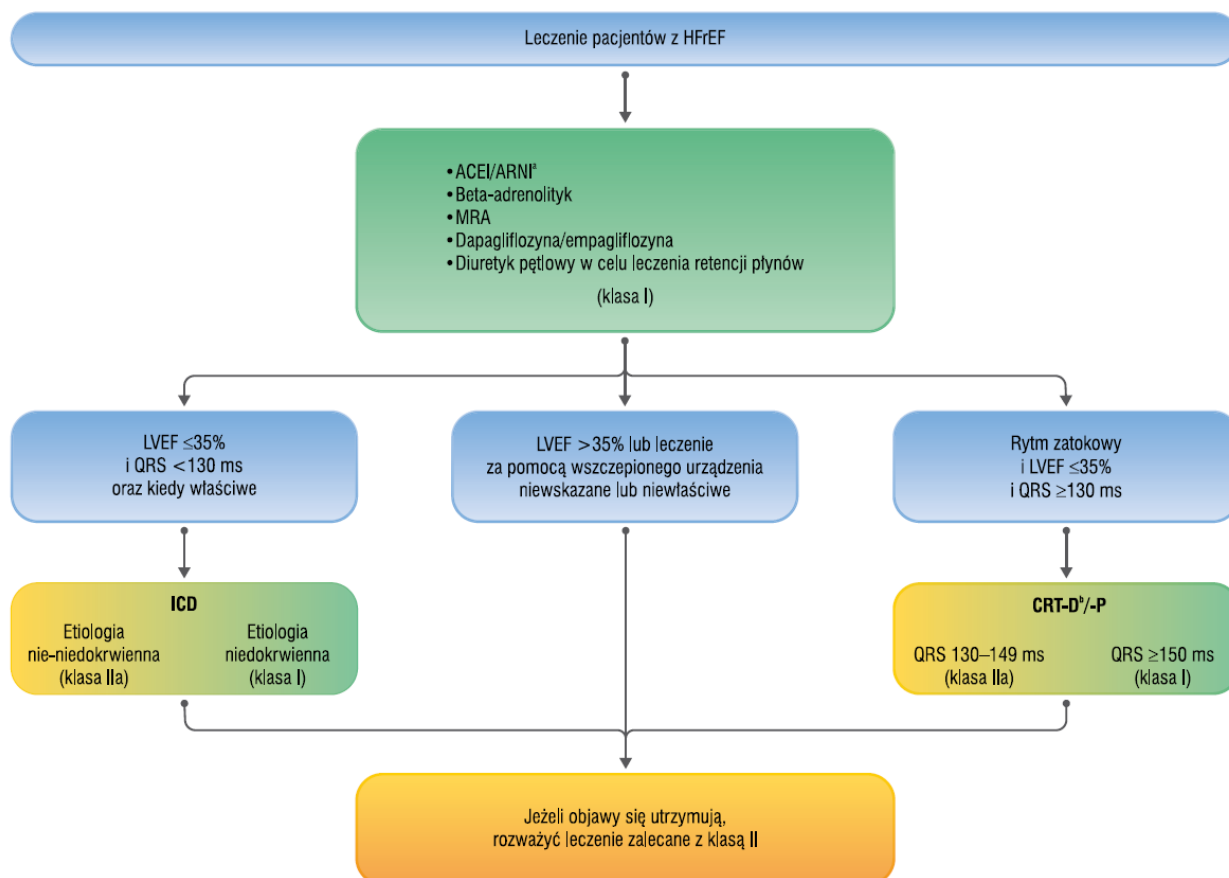 Leczenie pacjentów z HFrEF
• ACEI/ARNIª
• Beta-adrenolityk
• MRA
• Dapagliflozyna/empagliflozyna
• Diuretyk pętlowy w celu leczenia retencji płynów
(klasa I)
LVEF ≤35%
i QRS <130 ms
oraz kiedy właściwe
LVEF >35% lub leczenie
za pomocą wszczepionego urządzenia
niewskazane lub niewłaściwe
Rytm zatokowy
i LVEF ≤35%
i QRS ≥130 ms
ICD
Etiologia
nie-niedokrwienna
(klasa IIa)
Etiologia
niedokrwienna
(klasa I)
CRT-Dᵇ/-P
QRS 130–149 ms
(klasa IIa)
QRS ≥150 ms
(klasa I)
Jeżeli objawy się utrzymują,
rozważyć leczenie zalecane z klasą II